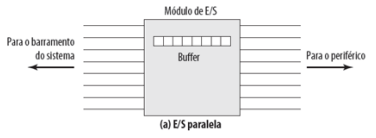 Módulo de E/S
Para o barramento
do sistema
Buffer
Para o periférico
(a) E/S paralela